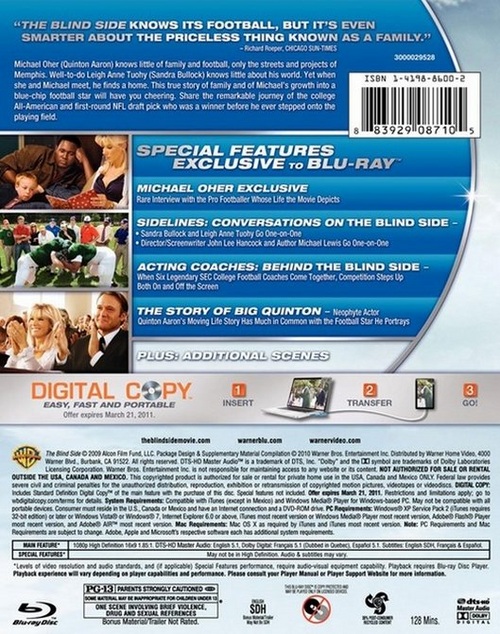 "THE BLIND SIDE KNOWS ITS FOOTBALL, BUT IT'S EVEN
SMARTER ABOUT THE PRICELESS THING KNOWN AS A FAMILY."
– Richard Roeper, CHICAGO SUN-TIMES
3000029528
Michael Oher (Quinton Aaron) knows little of family and football, only the streets and projects of
Memphis. Well-to-do Leigh Anne Tuohy (Sandra Bullock) knows little about his world. Yet when
she and Michael meet, he finds a home. This true story of family and of Michael's growth into a
blue-chip football star will have you cheering. Share the remarkable journey of the college
All-American and first-round NFL draft pick who was a winner before he ever stepped onto the
playing field.
ISBN 1-4198-8600-2
8 83929 08710 5
SPECIAL FEATURES
EXCLUSIVE TO BLU-RAY™
MICHAEL OHER EXCLUSIVE
Rare Interview with the Pro Footballer Whose Life the Movie Depicts
SIDELINES: CONVERSATIONS ON THE BLIND SIDE –
• Sandra Bullock and Leigh Anne Tuohy Go One-on-One
• Director/Screenwriter John Lee Hancock and Author Michael Lewis Go One-on-One
ACTING COACHES: BEHIND THE BLIND SIDE –
When Six Legendary SEC College Football Coaches Come Together, Competition Steps Up
Both On and Off the Screen
THE STORY OF BIG QUINTON – Neophyte Actor
Quinton Aaron's Moving Life Story Has Much in Common with the Football Star He Portrays
PLUS: ADDITIONAL SCENES
DIGITAL COPY™
EASY, FAST AND PORTABLE
Offer expires March 21, 2011.
1
INSERT
2
TRANSFER
3
GO!
theblindsidemovie.com warnerblu.com warnervideo.com
The Blind Side © 2009 Alcon Film Fund, LLC. Package Design & Supplementary Material Compilation © 2010 Warner Bros. Entertainment Inc. Distributed by Warner Home Video, 4000
Warner Blvd., Burbank, CA 91522. All rights reserved. DTS-HD Master Audio™ is a trademark of DTS, Inc. "Dolby" and the symbol are trademarks of Dolby Laboratories
Licensing Corporation. Warner Bros. Entertainment Inc. is not responsible for maintaining access to any website or its content. NOT AUTHORIZED FOR SALE OR RENTAL
OUTSIDE THE USA, CANADA AND MEXICO. This copyrighted product is authorized for sale or rental for private home use in the USA, Canada and Mexico ONLY. Federal law provides
severe civil and criminal penalties for the unauthorized distribution, reproduction, exhibition or retransmission of copyrighted motion pictures, videotapes or videodiscs. DIGITAL COPY:
Includes Standard Definition Digital Copy™ of the main feature with the purchase of this disc. Special features not included. Offer expires March 21, 2011. Restrictions and limitations apply; go to
wbdigitalcopy.com/ for details. System Requirements: Compatible with iTunes (except in Mexico) and Windows Media® Player for Windows-based PC. May not be compatible with all
portable devices. Consumer must reside in the U.S., Canada or Mexico and have an Internet connection and a DVD-ROM drive. PC Requirements: Windows® XP Service Pack 2 (iTunes requires
32-bit edition) or later or Windows Vista® or Windows® 7, Internet Explorer 6.0 or above, iTunes most recent version or Windows Media® Player most recent version, Adobe® Flash® Player
most recent version, and Adobe® AIR™ most recent version. Mac Requirements: Mac OS X as required by iTunes and iTunes most recent version. Note: PC Requirements and Mac
Requirements are subject to change. Adobe, Apple and Microsoft's respective software each has additional system requirements.
MAIN FEATURE* 1080p High Definition 16x9 1.85:1, DTS-HD Master Audio: English 5.1, Dolby Digital: Français 5.1 (Dubbed in Quebec), Español 5.1. Subtitles: English SDH, Français & Español.
SPECIAL FEATURES* May not be in High Definition. Audio & subtitles may vary.
*Levels of video resolution and audio standards, and (if applicable) Special Features performance, require audio-visual equipment capability. Playback requires Blu-ray Disc Player.
Playback experience will vary depending on player capabilities and performance. Please consult your Player Manual or Player Support Website for more information.
Blu-ray Disc
PG-13 PARENTS STRONGLY CAUTIONED
SOME MATERIAL MAY BE INAPPROPRIATE FOR CHILDREN UNDER 13
ONE SCENE INVOLVING BRIEF VIOLENCE,
DRUG AND SEXUAL REFERENCES
Bonus Material/Trailer Not Rated.
ENGLISH
SDH
Bonus Material/Trailer
May Not Be SDH
126 Mins.
dts-HD
Master Audio
DOLBY
DIGITAL